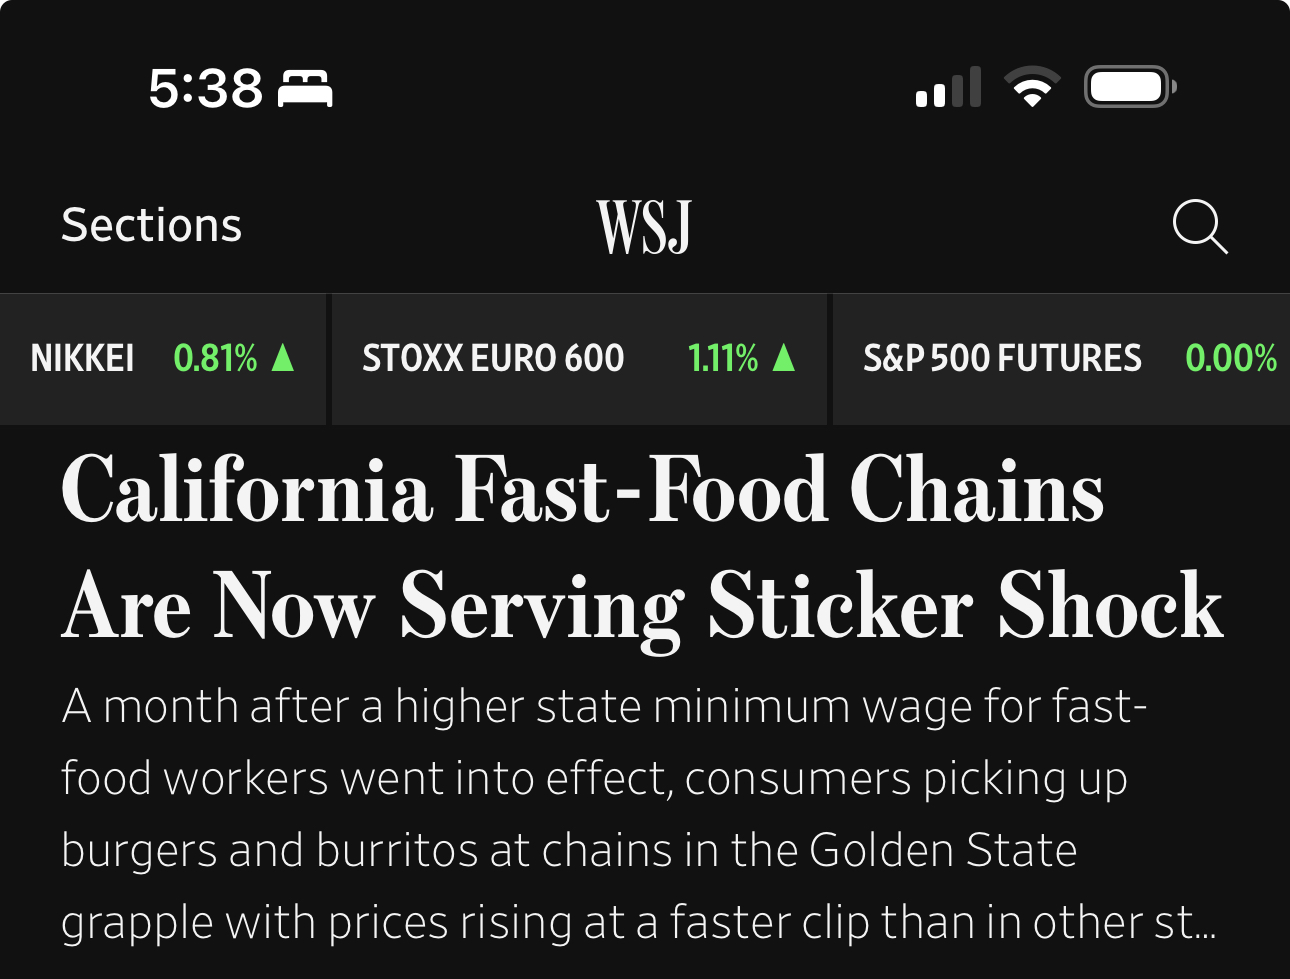 5:38
Sections WSJ
NIKKEI 0.81% ▲ STOXX EURO 600 1.11% ▲ S&P 500 FUTURES 0.00%
California Fast-Food Chains
Are Now Serving Sticker Shock
A month after a higher state minimum wage for fast-
food workers went into effect, consumers picking up
burgers and burritos at chains in the Golden State
grapple with prices rising at a faster clip than in other st...